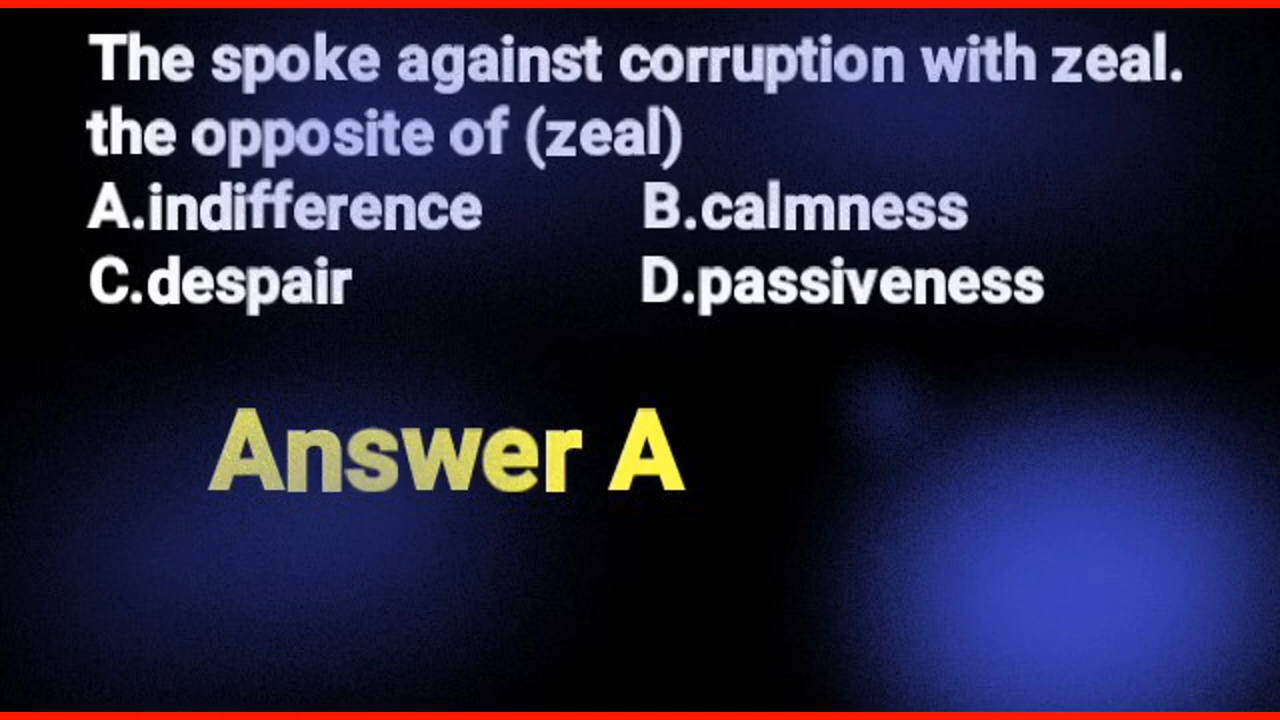 The spoke against corruption with zeal.
the opposite of (zeal)
A.indifference B.calmness
C.despair D.passiveness
Answer A